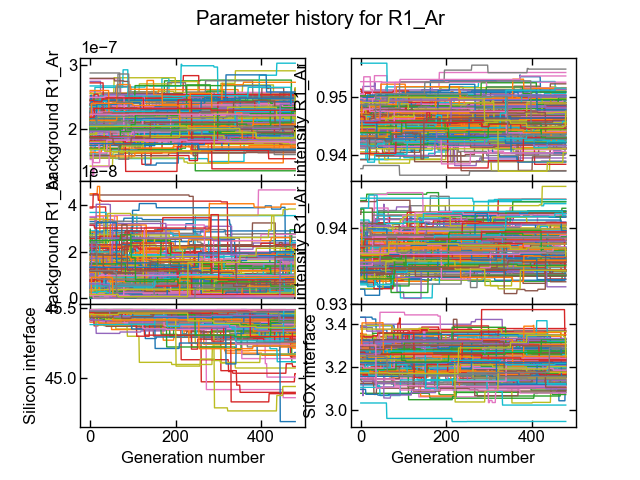 Parameter history for R1_Ar
1e−7
3
2
background R1_Ar
0.95
0.94
intensity R1_Ar
1e−8
4
2
0
background R1_Ar
0.94
0.93
intensity R1_Ar
45.5
45.0
Silicon interface
3.4
3.2
3.0
SiOx interface
0 200 400
0 200 400
Generation number
Generation number